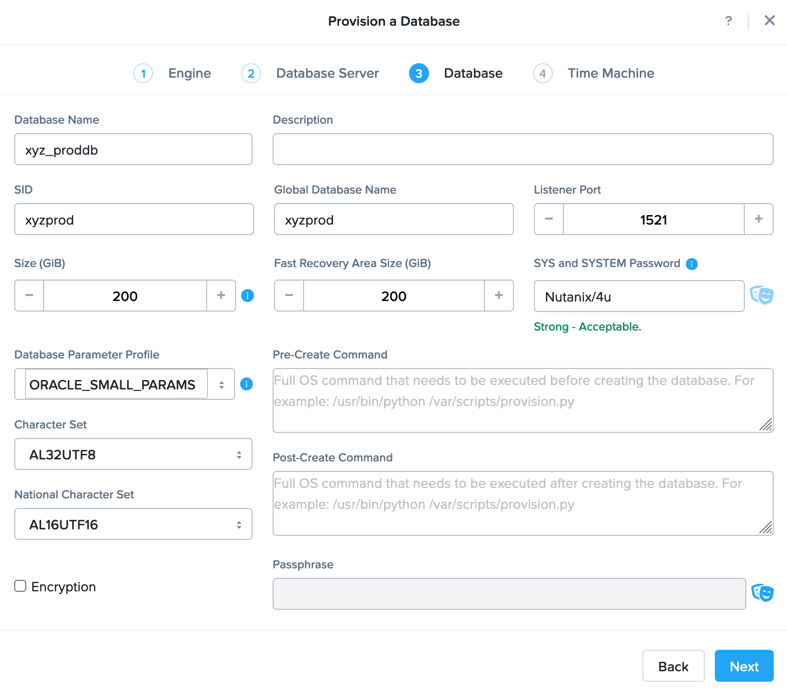 Provision a Database
?
1 Engine 2 Database Server 3 Database 4 Time Machine
Database Name
xyz_proddb
Description
SID
xyzprod
Global Database Name
xyzprod
Listener Port
− 1521 +
Size (GiB)
− 200 + i
Fast Recovery Area Size (GiB)
− 200 +
SYS and SYSTEM Password i
Nutanix/4u
Strong - Acceptable.
Database Parameter Profile
ORACLE_SMALL_PARAMS i
Pre-Create Command
Full OS command that needs to be executed before creating the database. For
example: /usr/bin/python /var/scripts/provision.py
Character Set
AL32UTF8
Post-Create Command
Full OS command that needs to be executed after creating the database. For
example: /usr/bin/python /var/scripts/provision.py
National Character Set
AL16UTF16
Encryption
Passphrase
Back
Next